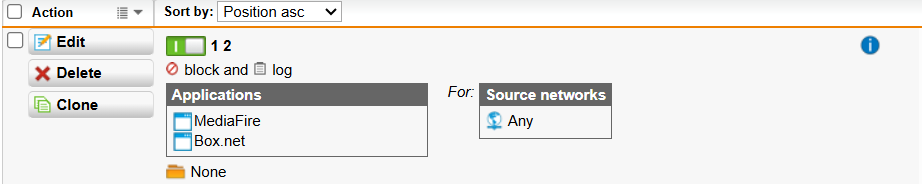 Action Sort by: Position asc
Edit 1 2
block and log
Delete
Applications For: Source networks
Clone
MediaFire Any
Box.net
None